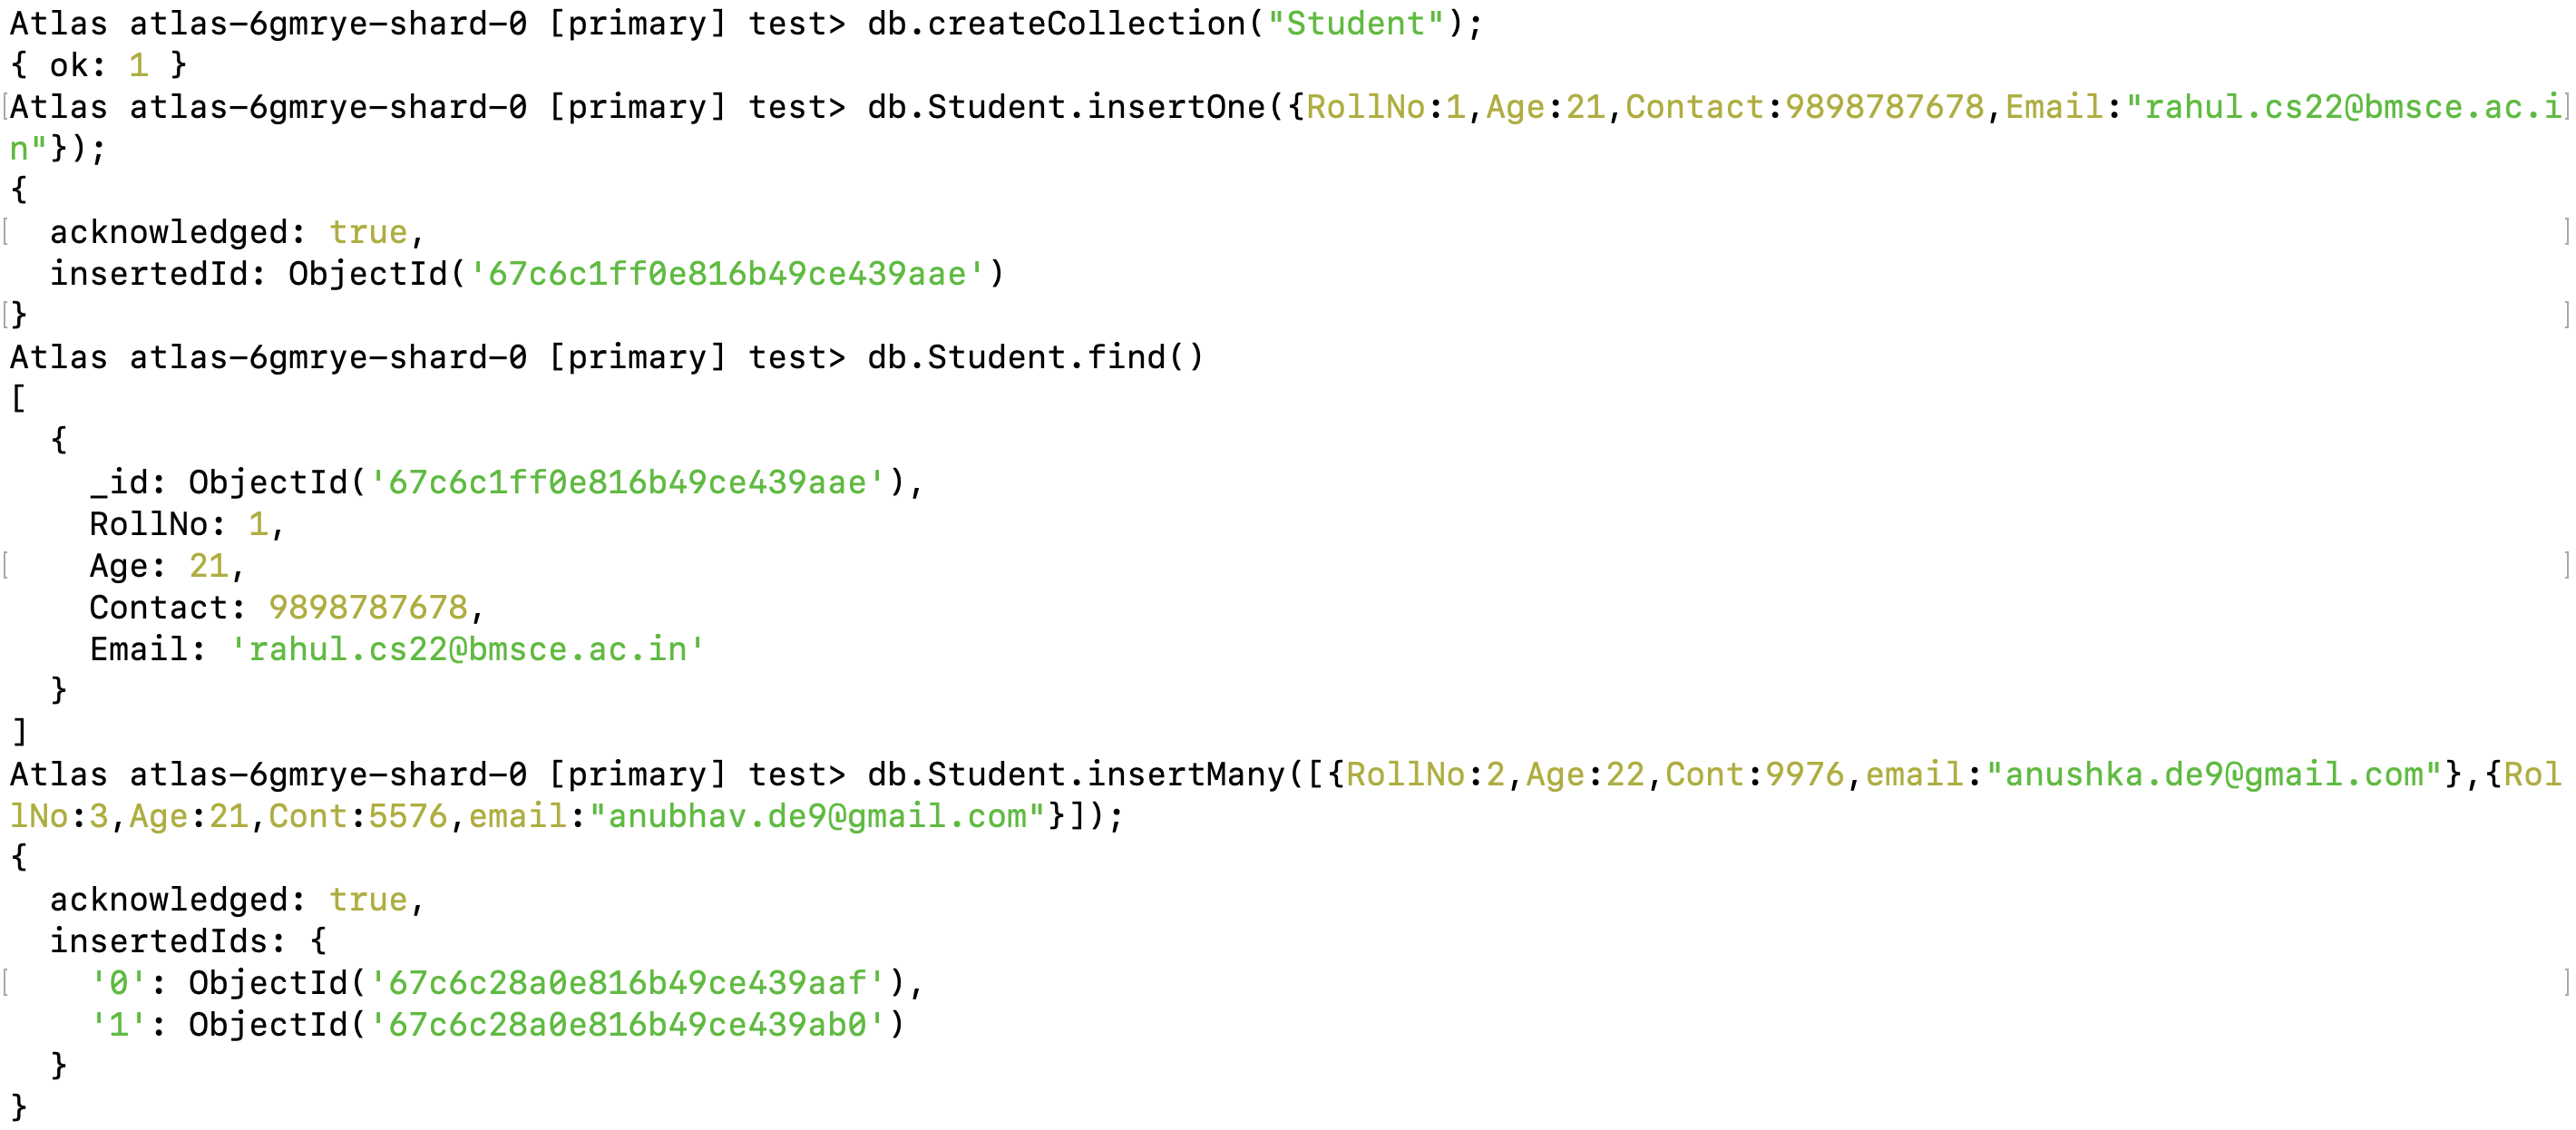 Atlas atlas-6gmrye-shard-0 [primary] test> db.createCollection("Student");
{ ok: 1 }
[Atlas atlas-6gmrye-shard-0 [primary] test> db.Student.insertOne({RollNo:1,Age:21,Contact:9898787678,Email:"rahul.cs22@bmsce.ac.i]
n"});
{
[  acknowledged: true, ]
  insertedId: ObjectId('67c6c1ff0e816b49ce439aae')
[} ]
Atlas atlas-6gmrye-shard-0 [primary] test> db.Student.find()
[
  {
    _id: ObjectId('67c6c1ff0e816b49ce439aae'),
    RollNo: 1,
[    Age: 21, ]
    Contact: 9898787678,
    Email: 'rahul.cs22@bmsce.ac.in'
  }
]
Atlas atlas-6gmrye-shard-0 [primary] test> db.Student.insertMany([{RollNo:2,Age:22,Cont:9976,email:"anushka.de9@gmail.com"},{Rol
lNo:3,Age:21,Cont:5576,email:"anubhav.de9@gmail.com"}]);
{
  acknowledged: true,
  insertedIds: {
[    '0': ObjectId('67c6c28a0e816b49ce439aaf'), ]
    '1': ObjectId('67c6c28a0e816b49ce439ab0')
  }
}